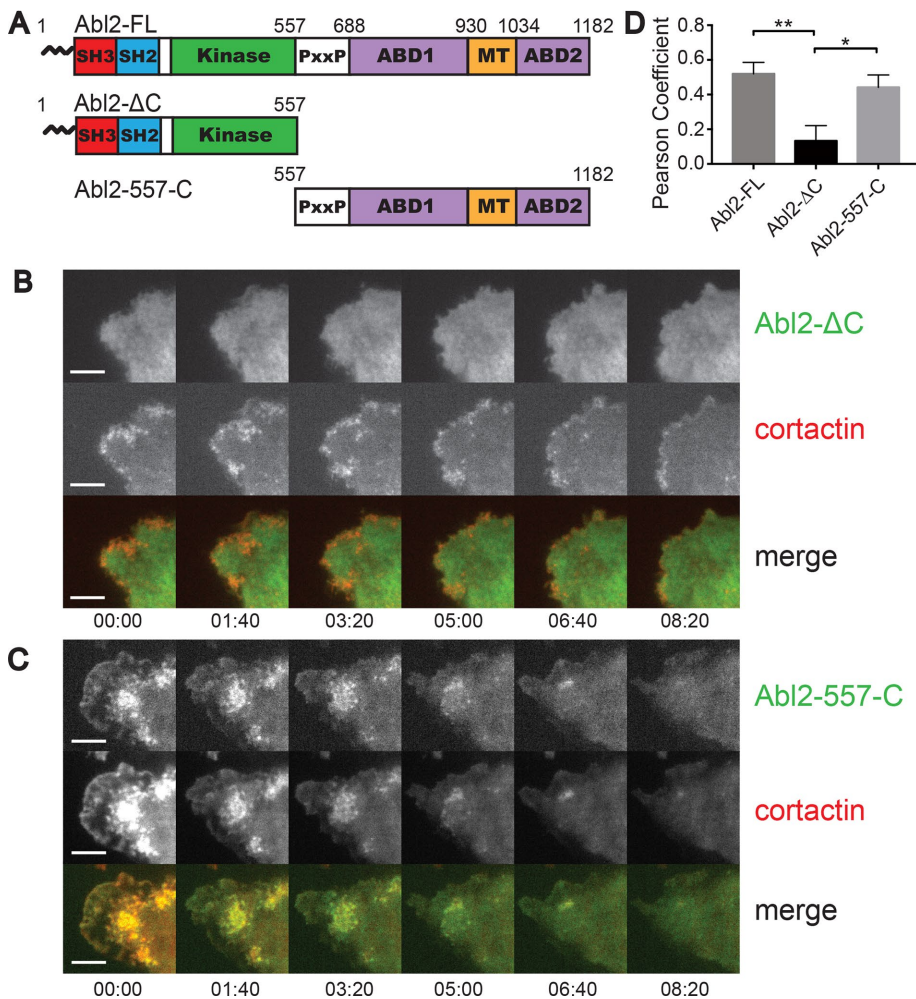 A
1 Abl2-FL 557 688 930 1034 1182
SH3 SH2 Kinase PxxP ABD1 MT ABD2
1 Abl2-ΔC 557
SH3 SH2 Kinase
Abl2-557-C 557 1182
PxxP ABD1 MT ABD2
D
Pearson Coefficient
0.8
0.6
0.4
0.2
0.0
** *
Abl2-FL
Abl2-ΔC
Abl2-557-C
B
Abl2-ΔC
cortactin
merge
00:00 01:40 03:20 05:00 06:40 08:20
C
Abl2-557-C
cortactin
merge
00:00 01:40 03:20 05:00 06:40 08:20